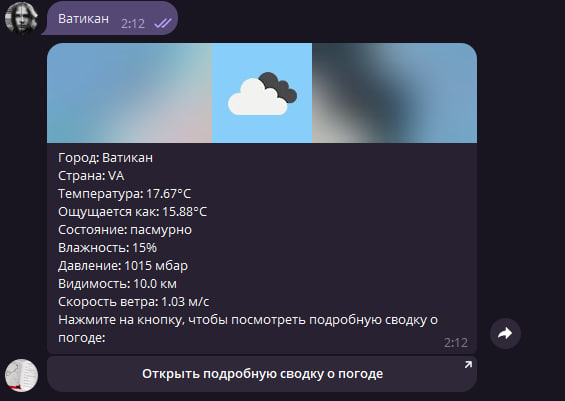 Ватикан
2:12
Город: Ватикан
Страна: VA
Температура: 17.67°C
Ощущается как: 15.88°C
Состояние: пасмурно
Влажность: 15%
Давление: 1015 мбар
Видимость: 10.0 км
Скорость ветра: 1.03 м/с
Нажмите на кнопку, чтобы посмотреть подробную сводку о
погоде:
2:12
Открыть подробную сводку о погоде